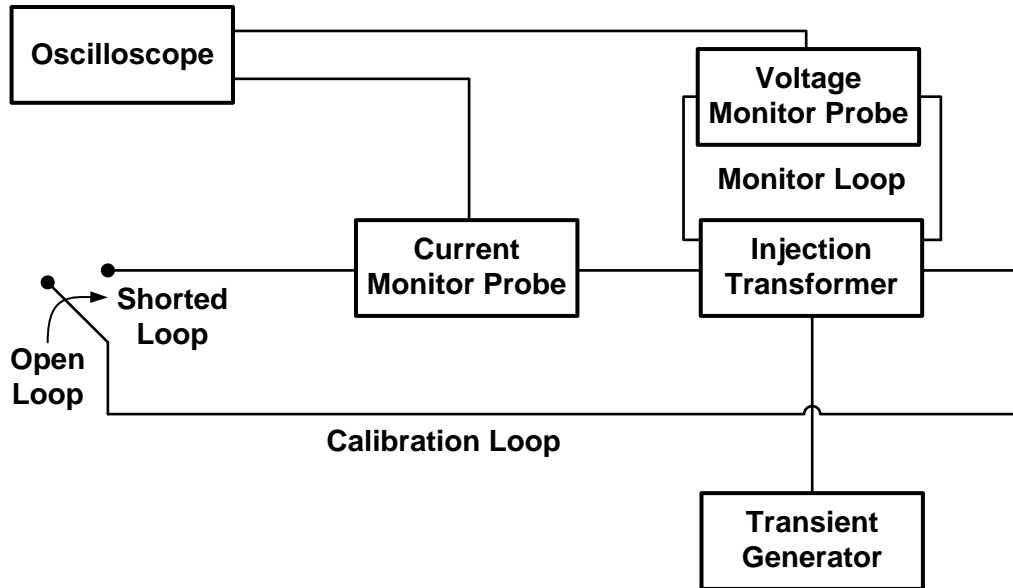 Oscilloscope
Voltage
Monitor Probe
Monitor Loop
Current
Monitor Probe
Injection
Transformer
Shorted
Loop
Open
Loop
Calibration Loop
Transient
Generator